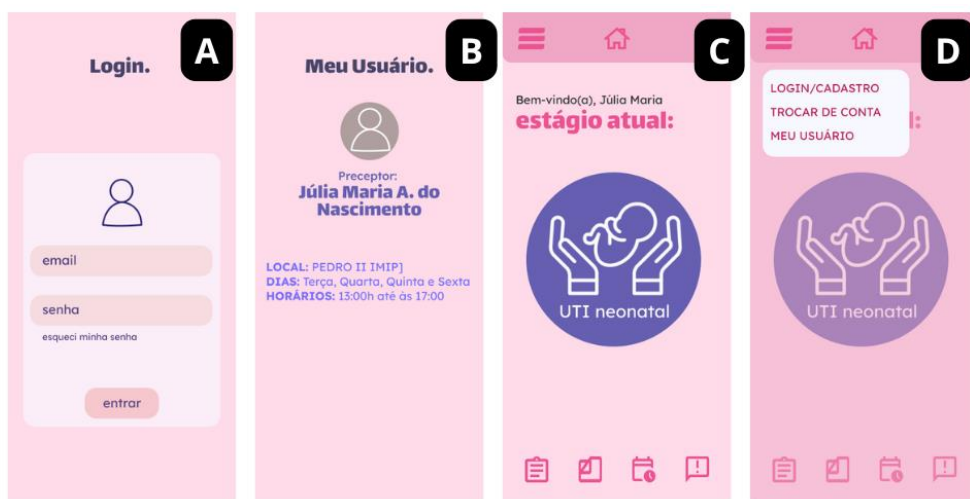 A
Login.
email
senha
esqueci minha senha
entrar
B
Meu Usuário.
Preceptor:
Júlia Maria A. do
Nascimento
LOCAL: PEDRO II IMIP]
DIAS: Terça, Quarta, Quinta e Sexta
HORÁRIOS: 13:00h até às 17:00
C
Bem-vindo(a), Júlia Maria
estágio atual:
UTI neonatal
D
LOGIN/CADASTRO
TROCAR DE CONTA
MEU USUÁRIO
l:
UTI neonatal